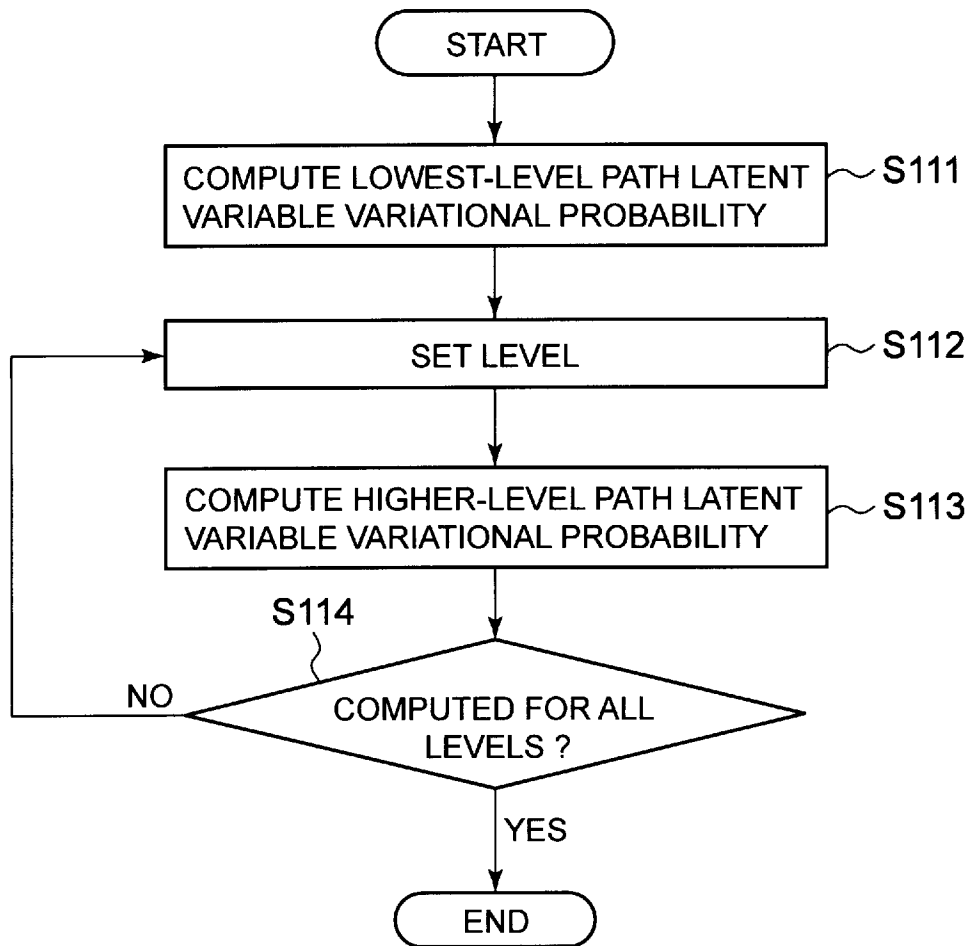 START
COMPUTE LOWEST-LEVEL PATH LATENT
VARIABLE VARIATIONAL PROBABILITY
S111
SET LEVEL
S112
COMPUTE HIGHER-LEVEL PATH LATENT
VARIABLE VARIATIONAL PROBABILITY
S113
S114
NO
COMPUTED FOR ALL
LEVELS ?
YES
END